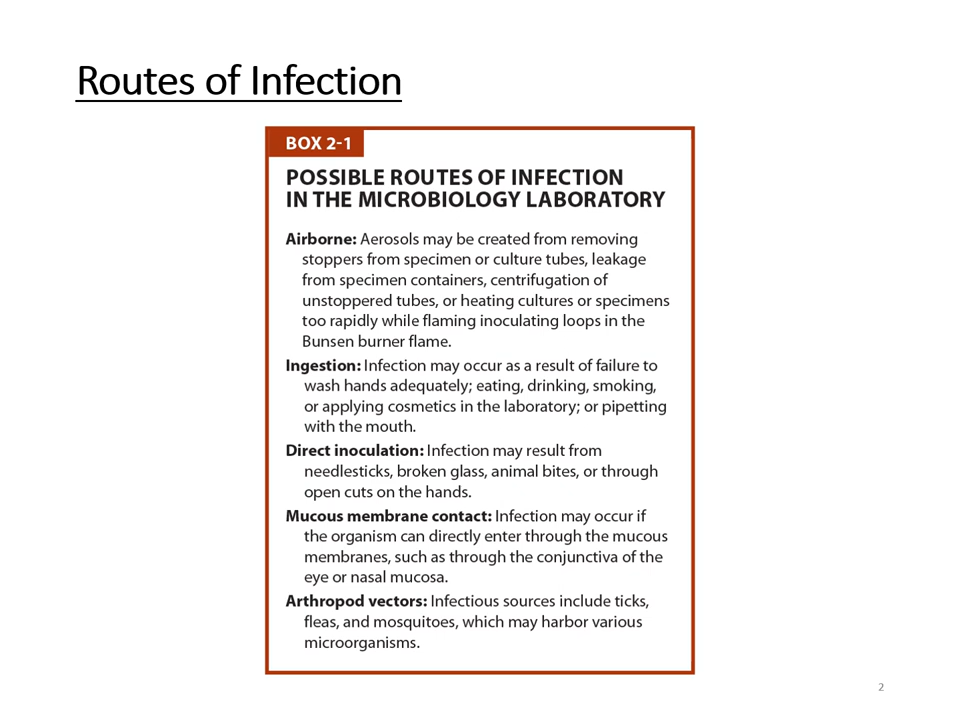 Routes of Infection
BOX 2-1
POSSIBLE ROUTES OF INFECTION
IN THE MICROBIOLOGY LABORATORY
Airborne: Aerosols may be created from removing
stoppers from specimen or culture tubes, leakage
from specimen containers, centrifugation of
unstoppered tubes, or heating cultures or specimens
too rapidly while flaming inoculating loops in the
Bunsen burner flame.
Ingestion: Infection may occur as a result of failure to
wash hands adequately; eating, drinking, smoking,
or applying cosmetics in the laboratory; or pipetting
with the mouth.
Direct inoculation: Infection may result from
needlesticks, broken glass, animal bites, or through
open cuts on the hands.
Mucous membrane contact: Infection may occur if
the organism can directly enter through the mucous
membranes, such as through the conjunctiva of the
eye or nasal mucosa.
Arthropod vectors: Infectious sources include ticks,
fleas, and mosquitoes, which may harbor various
microorganisms.
2